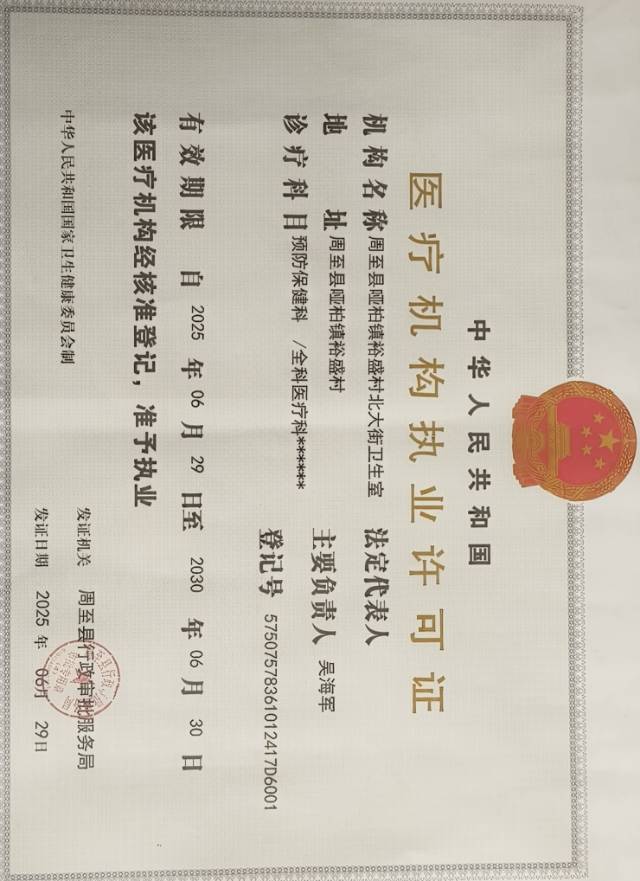 中华人民共和国
医疗机构执业许可证
机构名称 周至县哑柏镇裕盛村北大街卫生室 法定代表人
地址 周至县哑柏镇裕盛村 主要负责人 吴海军
诊疗科目 预防保健科 /全科医疗科****** 登记号 57507578361012417D6001
有效期限 自 2025 年 06 月 29 日至 2030 年 06 月 30 日
该医疗机构经核准登记，准予执业
中华人民共和国国家卫生健康委员会制
发证机关 周至县行政审批服务局
发证日期 2025 年 06月 29日